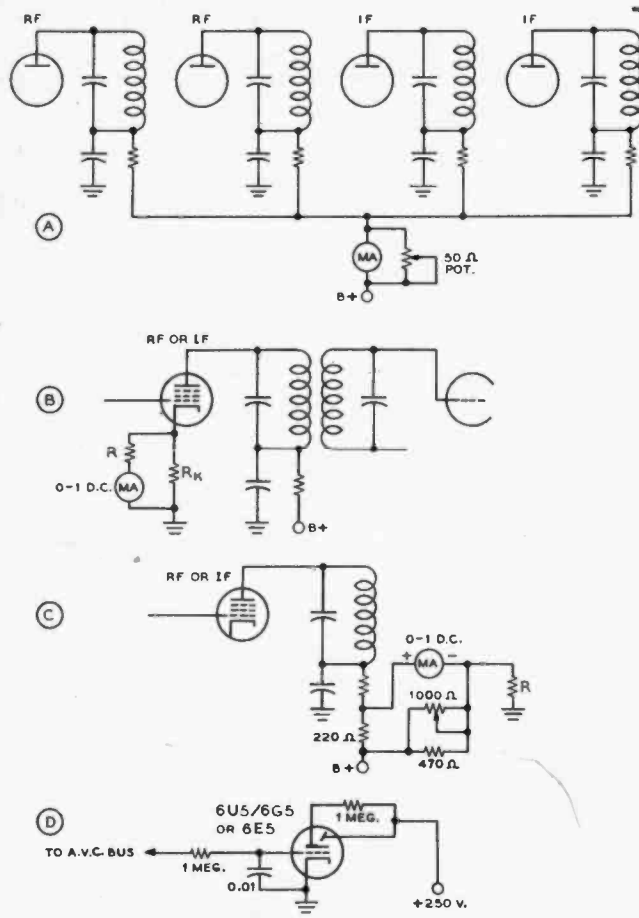 RF
RF
IF
IF
A
MA
50 Ω
POT.
B+
RF OR IF
B
R
RK
0-1 D.C.
MA
B+
RF OR IF
C
0-1 D.C.
+
MA
-
1000 Ω
R
220 Ω
470 Ω
B+
D
6U5/6G5
OR 6E5
1 MEG.
TO A.V.C. BUS
1 MEG.
0.01
+250 V.